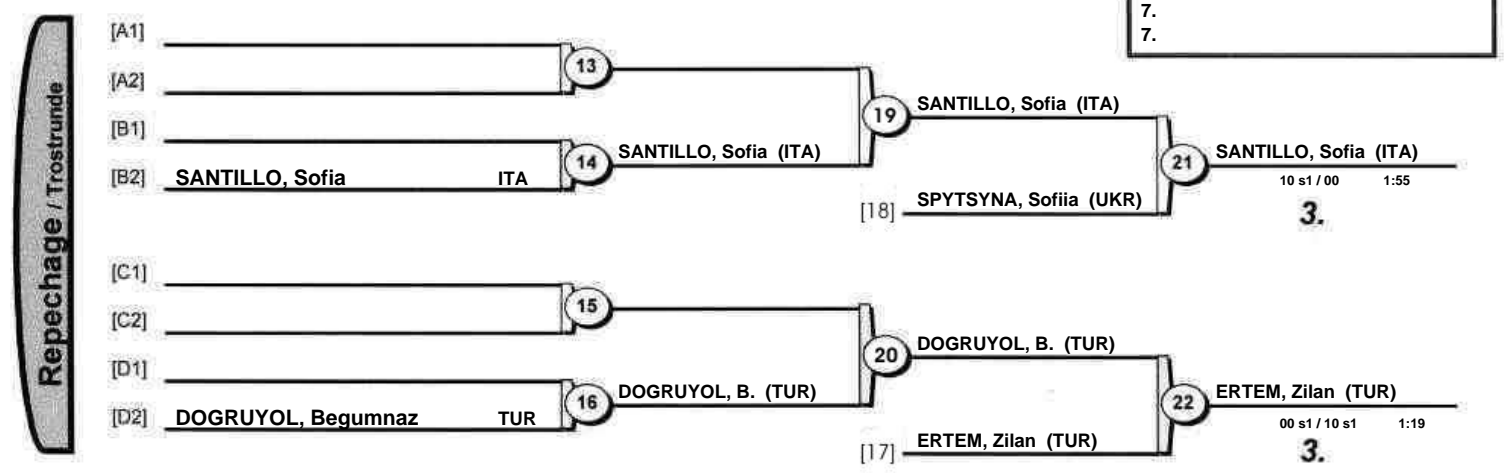 7.
7.
Repechage / Trostrunde
[A1]
[A2]
13
[B1]
[B2] SANTILLO, Sofia ITA
14
SANTILLO, Sofia (ITA)
19
SANTILLO, Sofia (ITA)
[18] SPYTSYNA, Sofiia (UKR)
21
SANTILLO, Sofia (ITA)
10 s1 / 00 1:55
3.
[C1]
[C2]
15
[D1]
[D2] DOGRUYOL, Begumnaz TUR
16
DOGRUYOL, B. (TUR)
20
DOGRUYOL, B. (TUR)
[17] ERTEM, Zilan (TUR)
22
ERTEM, Zilan (TUR)
00 s1 / 10 s1 1:19
3.